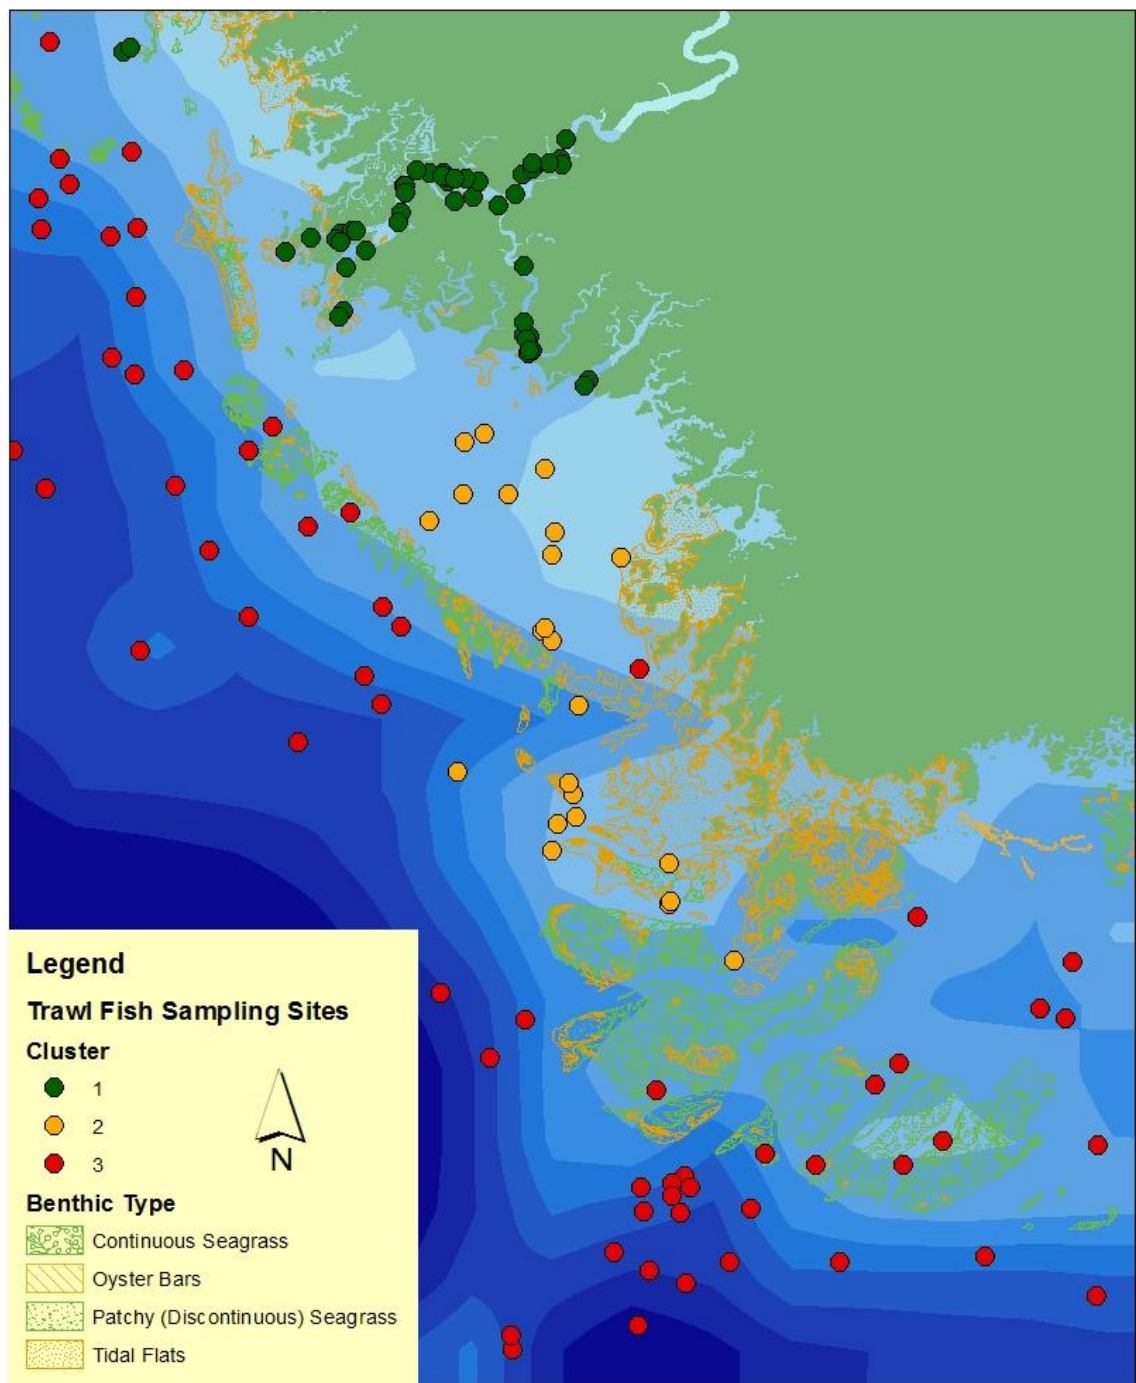 Legend
Trawl Fish Sampling Sites
Cluster
1
2
3
N
Benthic Type
Continuous Seagrass
Oyster Bars
Patchy (Discontinuous) Seagrass
Tidal Flats